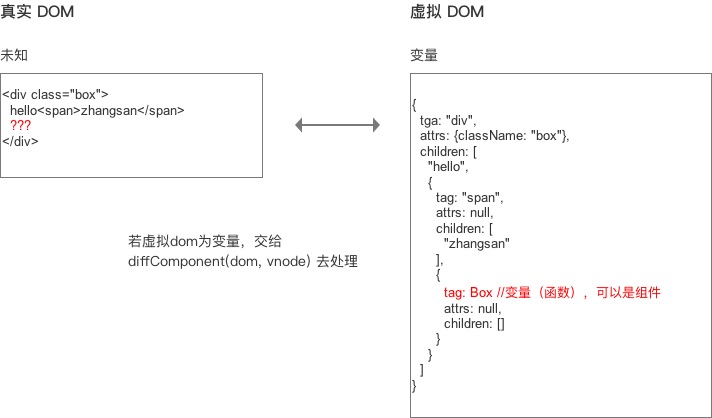 真实 DOM
未知
<div class="box">
hello<span>zhangsan</span>
???
</div>
若虚拟dom为变量，交给
diffComponent(dom, vnode) 去处理
虚拟 DOM
变量
{
tga: "div",
attrs: {className: "box"},
children: [
"hello",
{
tag: "span",
attrs: null,
children: [
"zhangsan"
],
{
tag: Box //变量（函数），可以是组件
attrs: null,
children: []
}
}
]
}